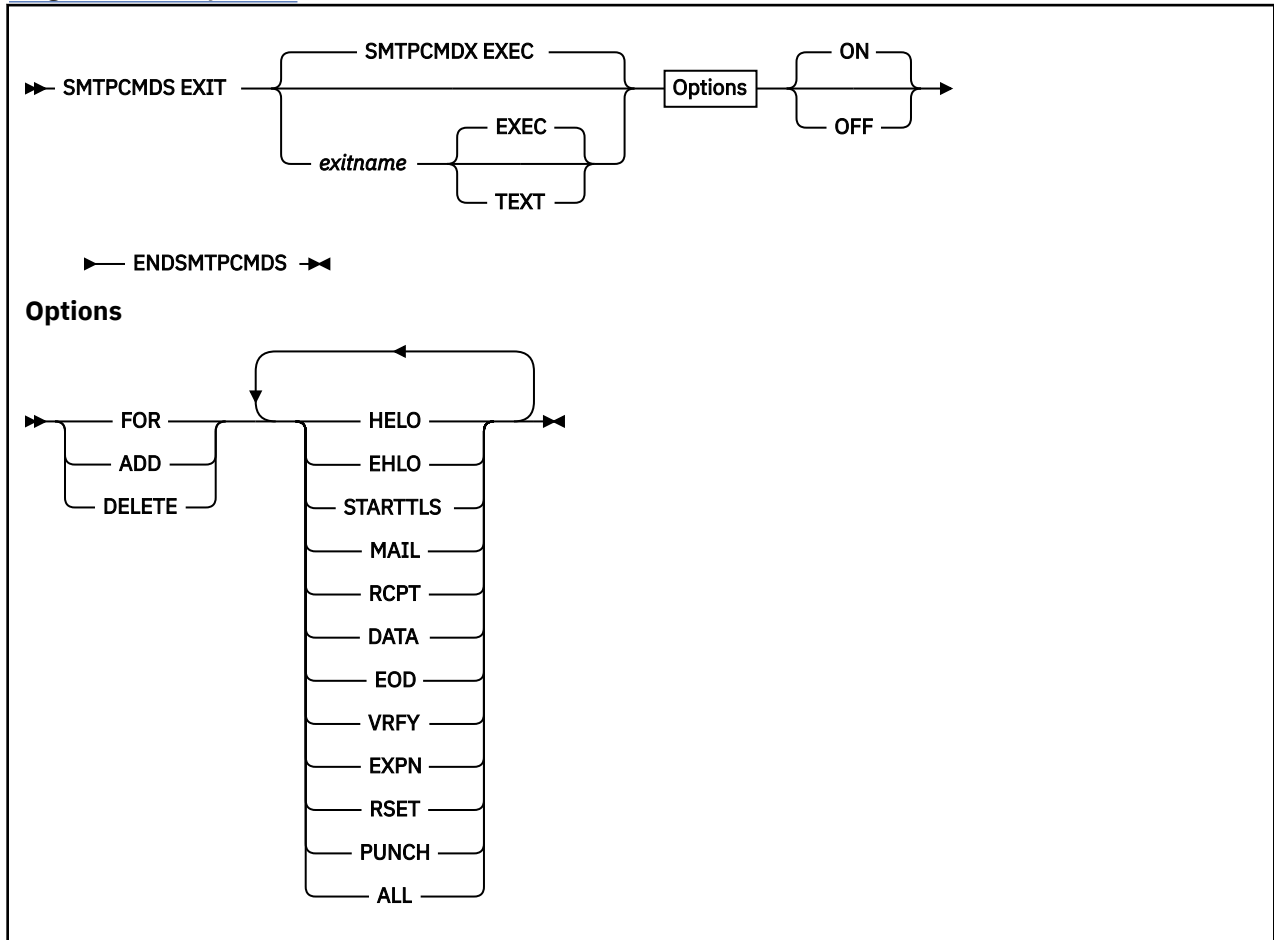 SMTPCMDX EXEC
SMTPCMDS EXIT
Options
ON
OFF
EXEC
exitname
TEXT
ENDSMTPCMDS
Options
FOR
HELO
ADD
EHLO
DELETE
STARTTLS
MAIL
RCPT
DATA
EOD
VRFY
EXPN
RSET
PUNCH
ALL